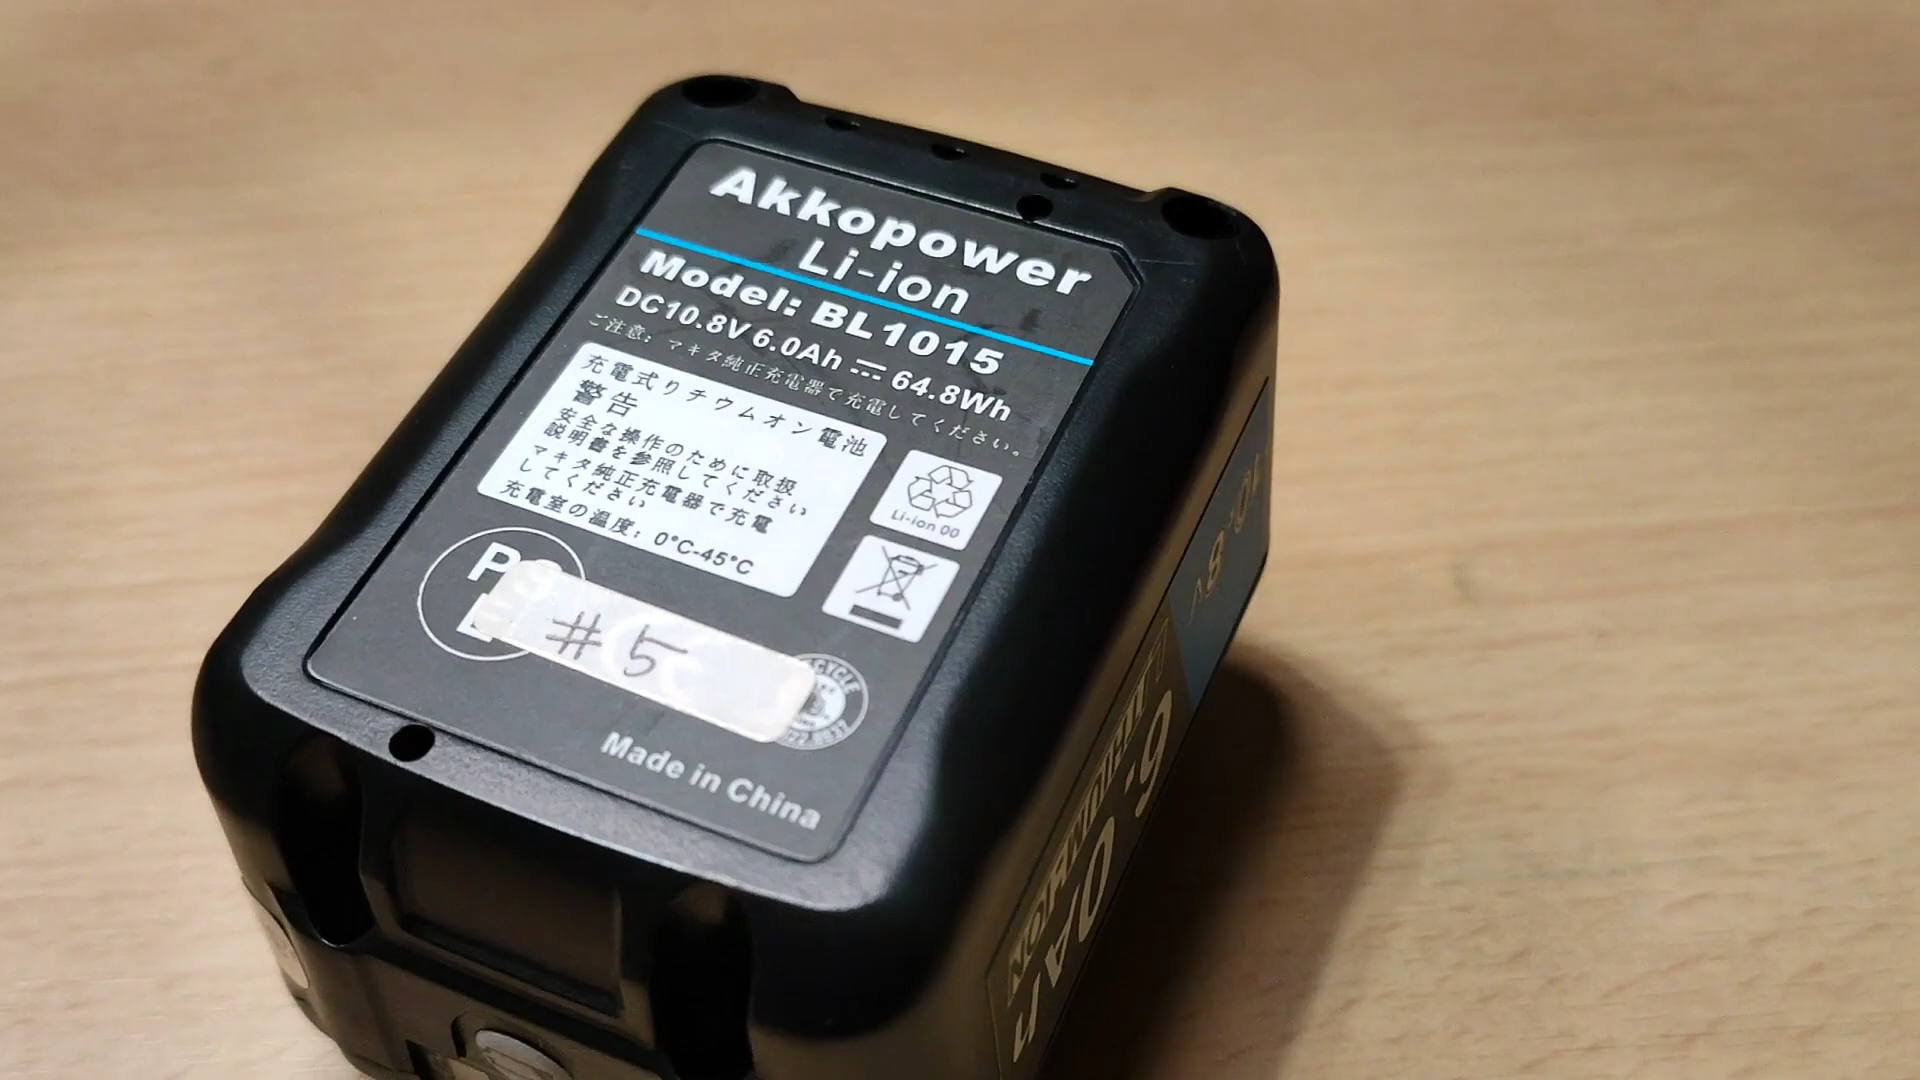 Akkopower
Li-ion
Model: BL1015
DC10.8V 6.0Ah ⎓ 64.8Wh
ご注意: マキタ純正充電器で充電してください。
充電式リチウムオン電池
警告
安全な操作のために取扱
説明書を参照してください
マキタ純正充電器で充電
してください
充電室の温度: 0°C-45°C
Li-ion 00
#5
Made in China
10.8V
6.0Ah